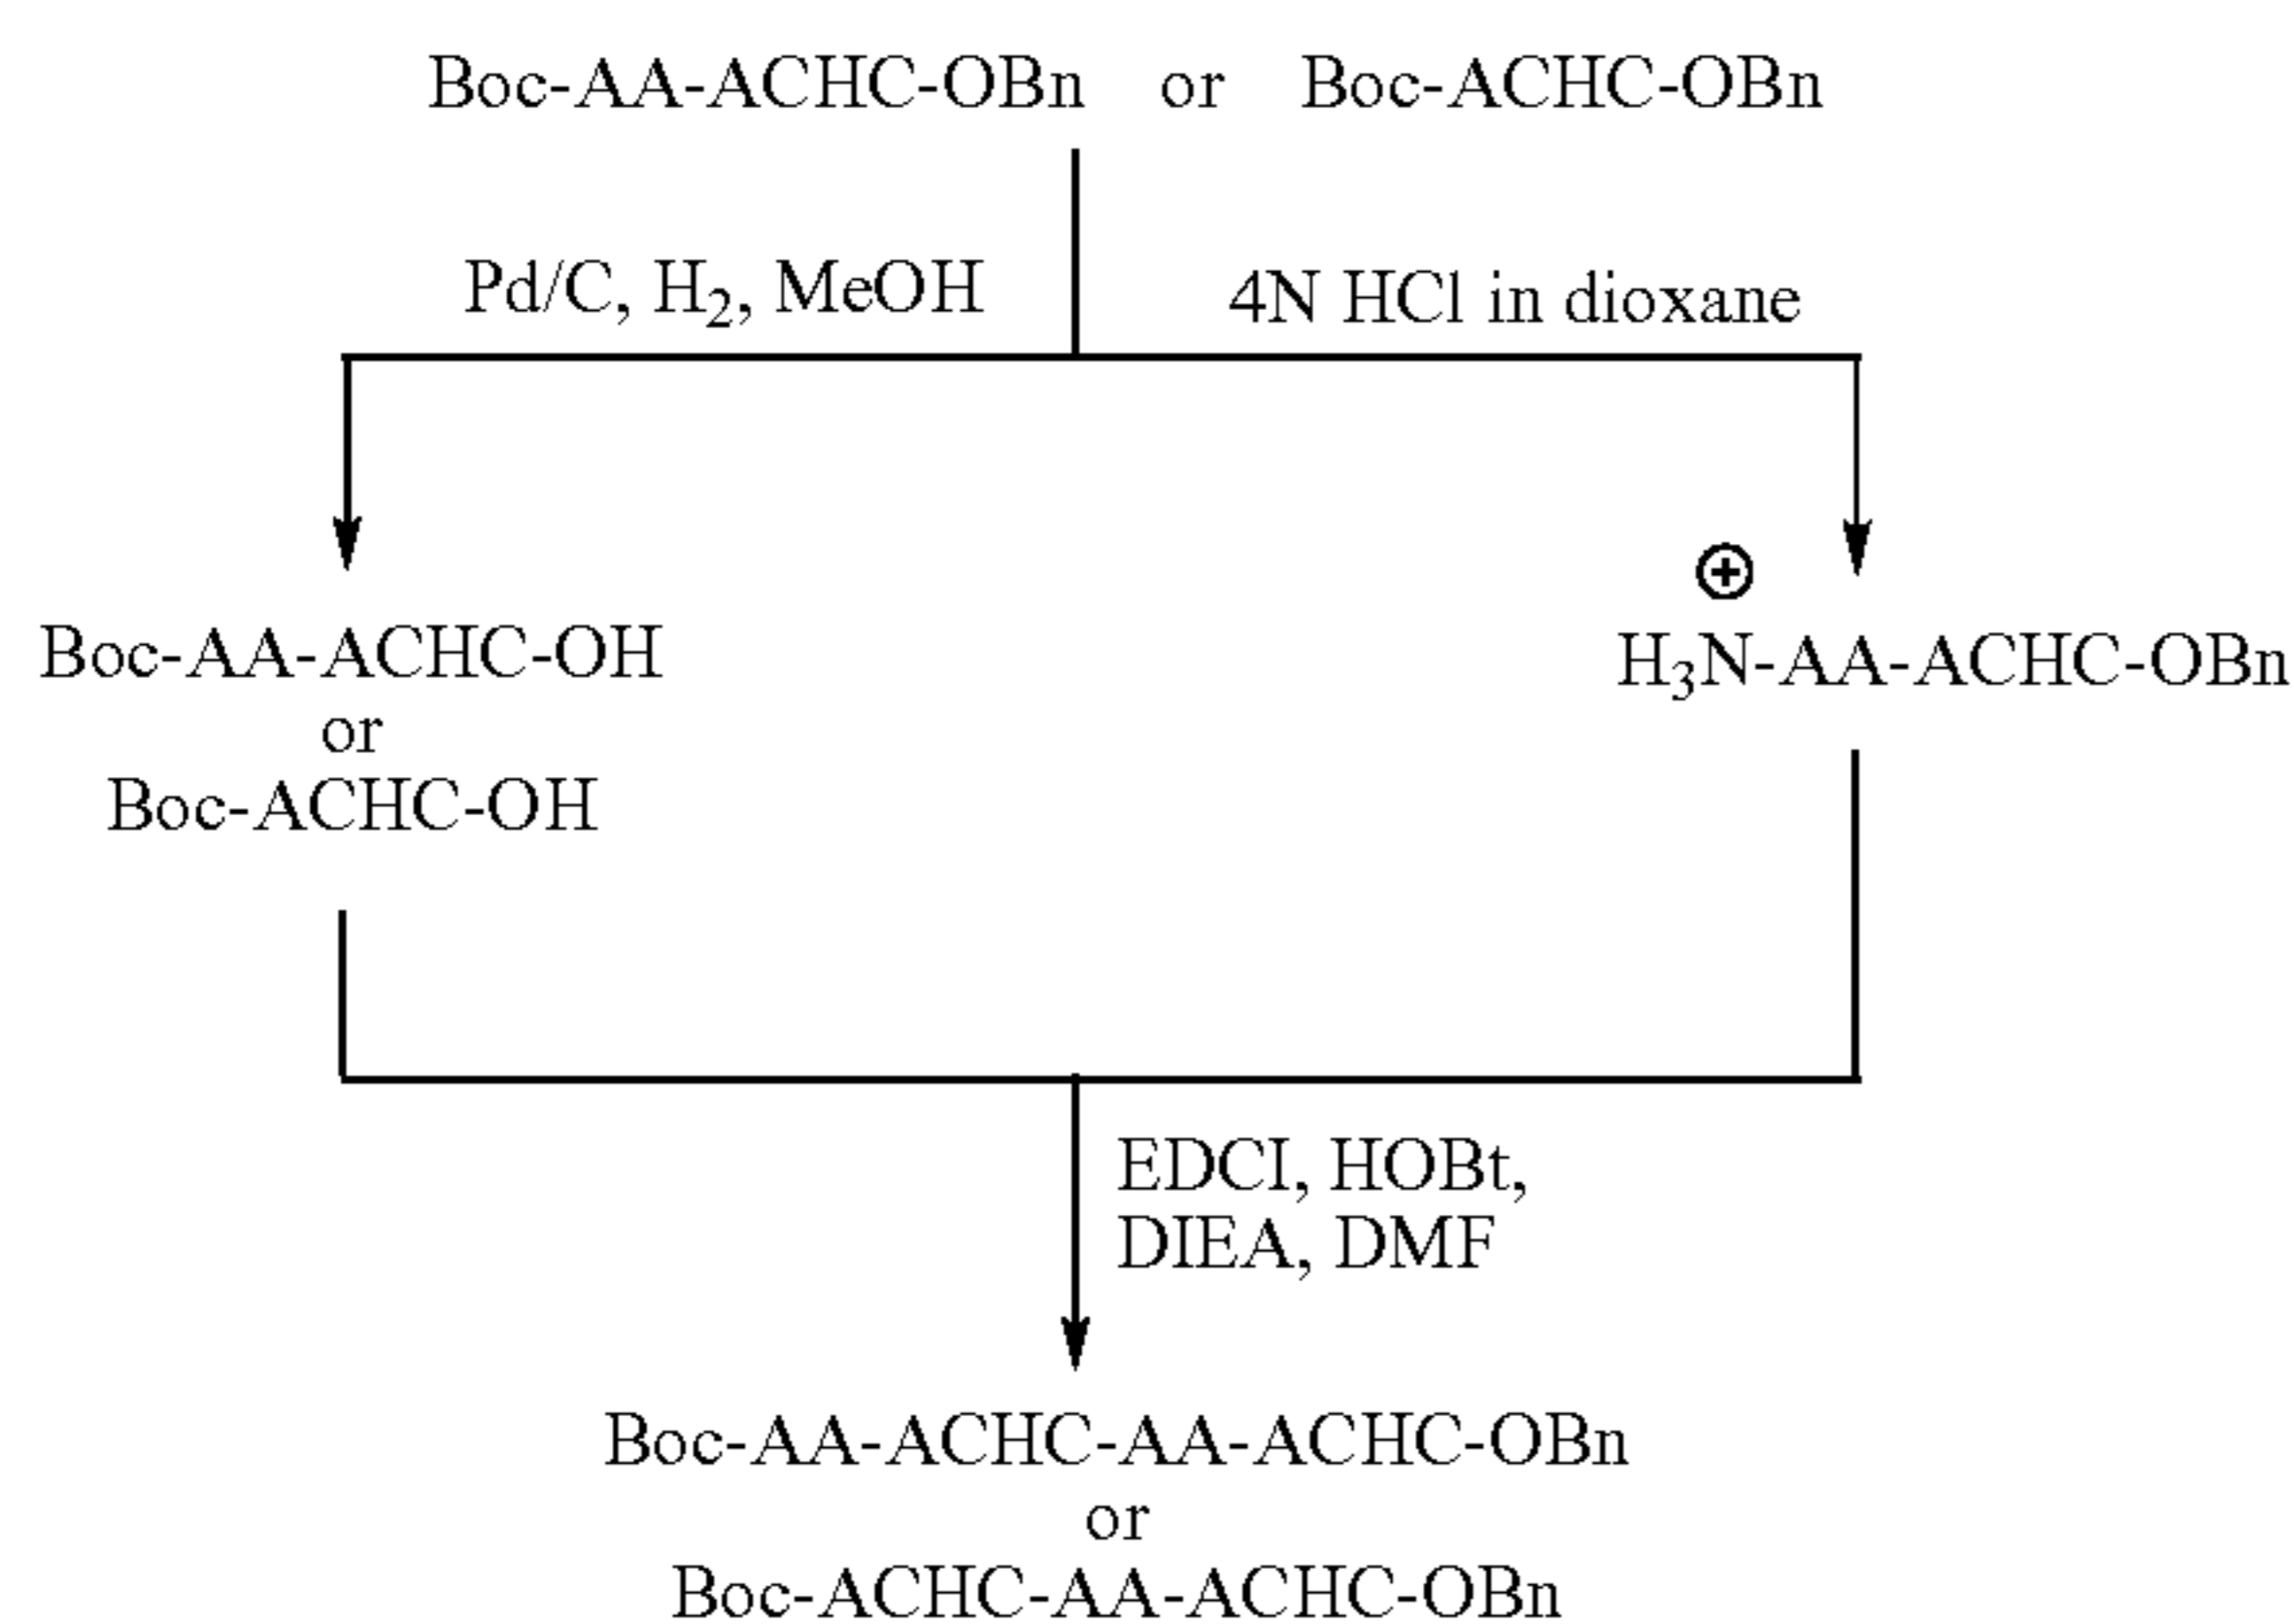 Boc-AA-ACHC-OBn or Boc-ACHC-OBn
Pd/C, H₂, MeOH
4N HCl in dioxane
Boc-AA-ACHC-OH
or
Boc-ACHC-OH
⊕
H₃N-AA-ACHC-OBn
EDCI, HOBt,
DIEA, DMF
Boc-AA-ACHC-AA-ACHC-OBn
or
Boc-ACHC-AA-ACHC-OBn